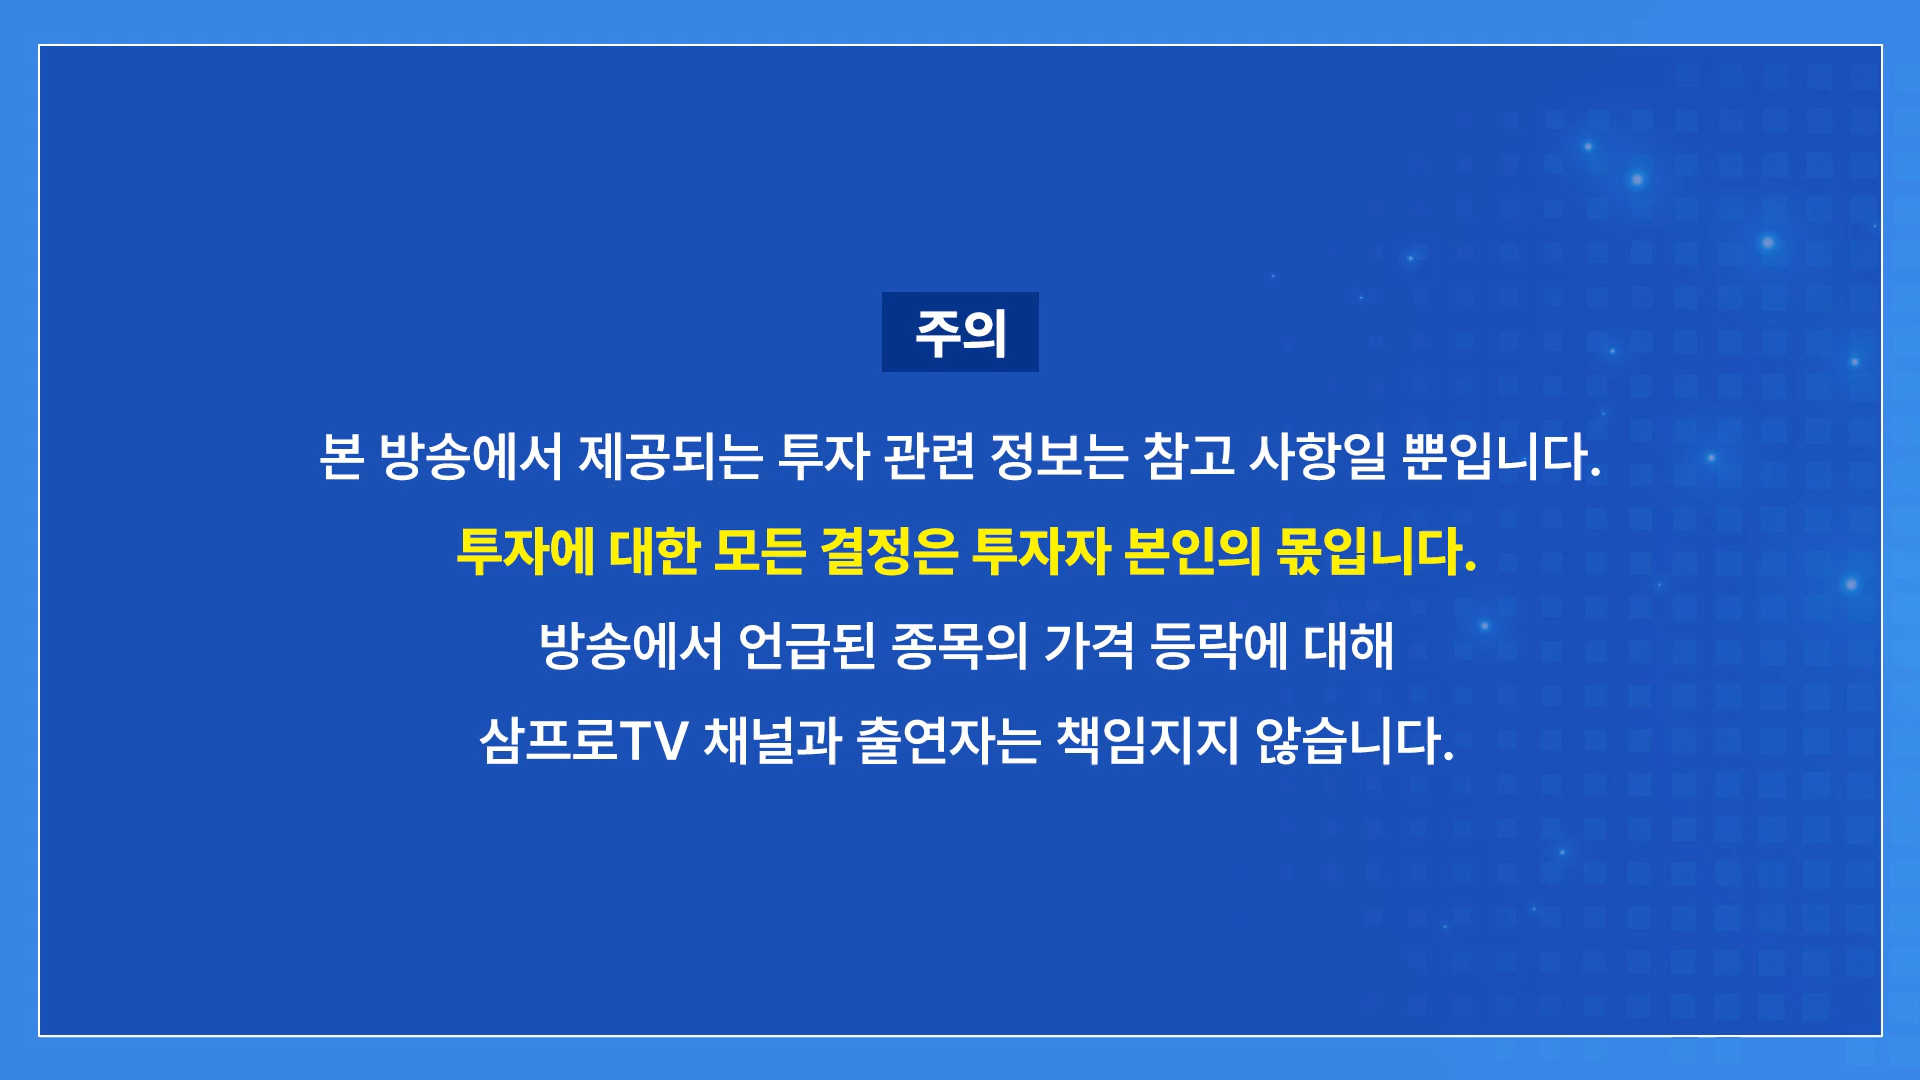 주의
본 방송에서 제공되는 투자 관련 정보는 참고 사항일 뿐입니다.
투자에 대한 모든 결정은 투자자 본인의 몫입니다.
방송에서 언급된 종목의 가격 등락에 대해
삼프로TV 채널과 출연자는 책임지지 않습니다.